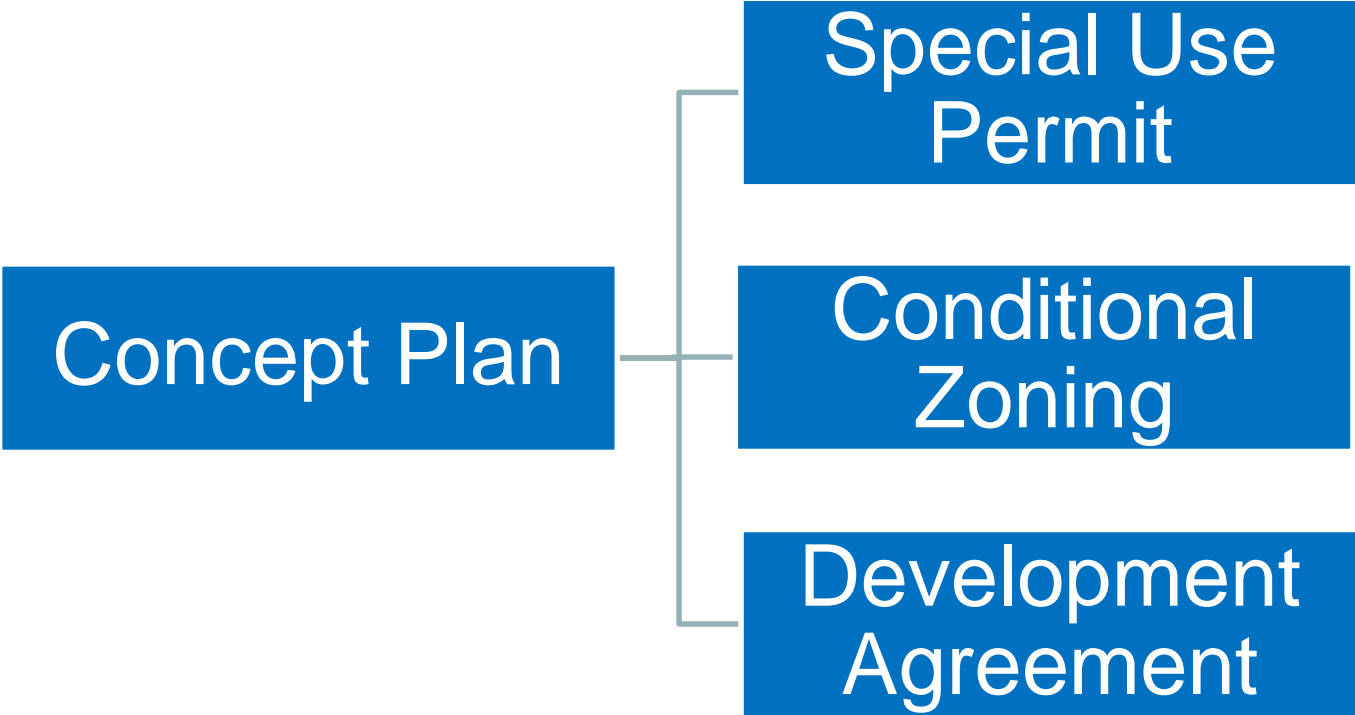 Special Use
Permit
Concept Plan
Conditional
Zoning
Development
Agreement